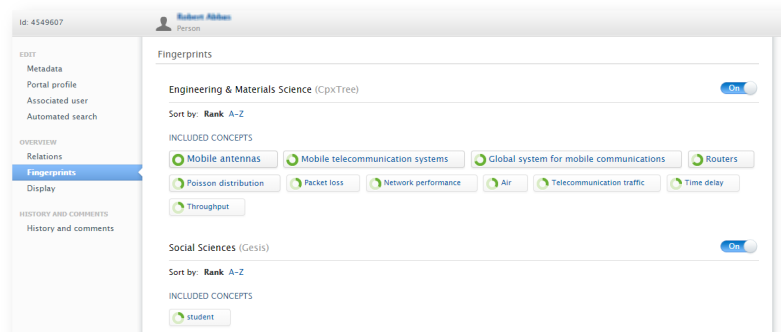 Id: 4549607
Person
EDIT
Metadata
Portal profile
Associated user
Automated search
OVERVIEW
Relations
Fingerprints
Display
HISTORY AND COMMENTS
History and comments
Fingerprints
Engineering & Materials Science (CpxTree) On
Sort by: Rank A-Z
INCLUDED CONCEPTS
Mobile antennas Mobile telecommunication systems Global system for mobile communications Routers
Poisson distribution Packet loss Network performance Air Telecommunication traffic Time delay
Throughput
Social Sciences (Gesis) On
Sort by: Rank A-Z
INCLUDED CONCEPTS
student